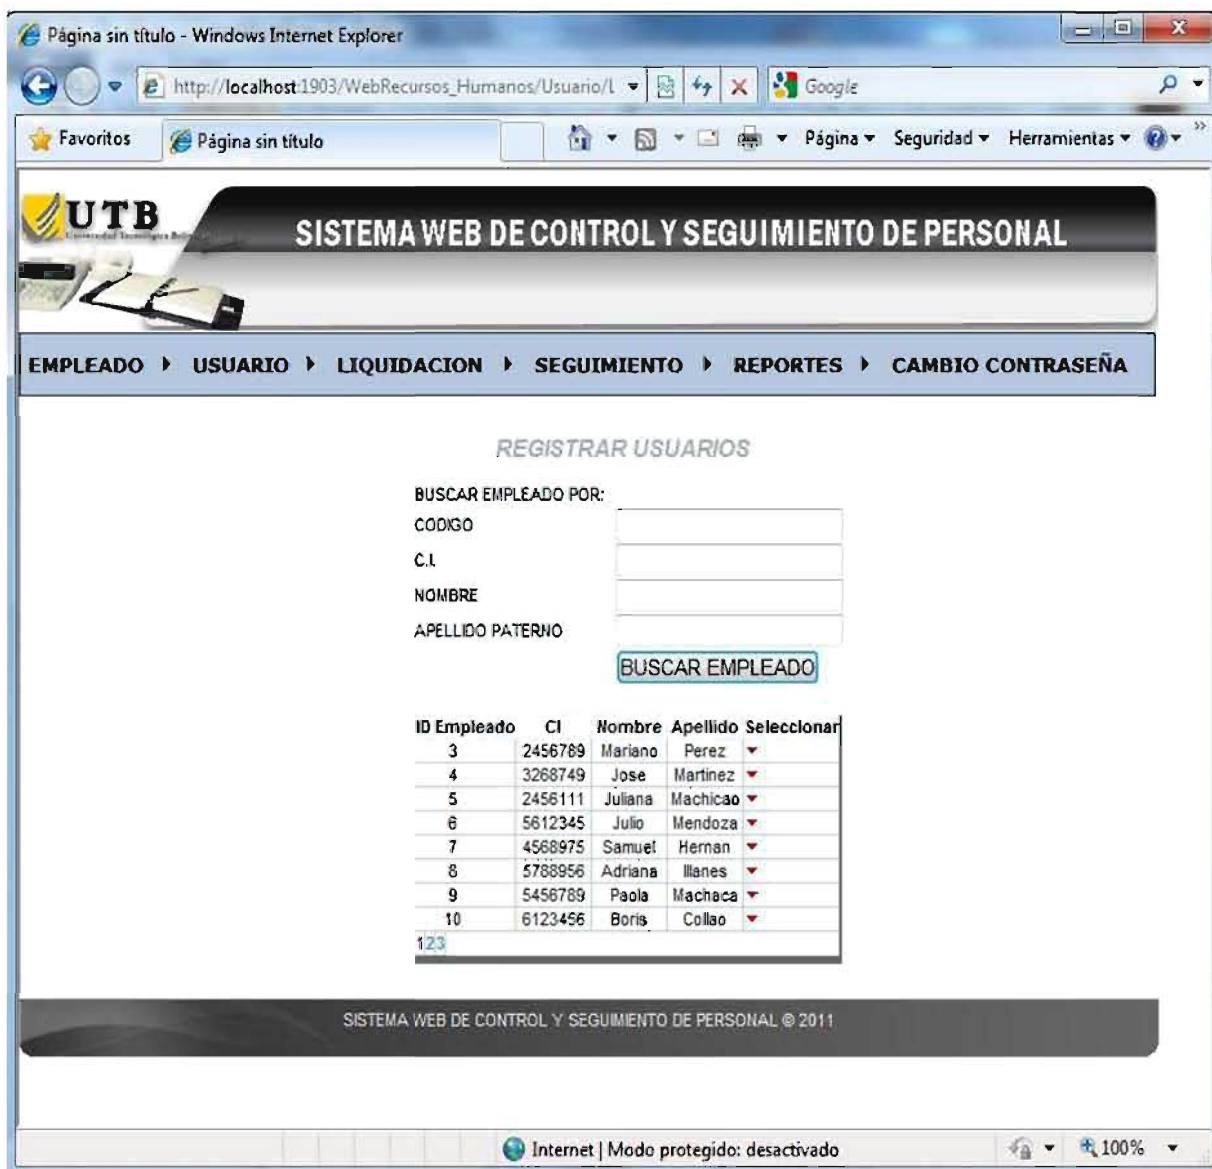 Página sin título - Windows Internet Explorer
http://localhost:1903/WebRecursos_Humanos/Usuario/L
Google
Favoritos
Página sin título
Página
Seguridad
Herramientas
UTB
SISTEMA WEB DE CONTROL Y SEGUIMIENTO DE PERSONAL
EMPLEADO USUARIO LIQUIDACION SEGUIMIENTO REPORTES CAMBIO CONTRASEÑA
REGISTRAR USUARIOS
BUSCAR EMPLEADO POR:
CODIGO
C.I.
NOMBRE
APELLIDO PATERNO
BUSCAR EMPLEADO
ID Empleado CI Nombre Apellido Seleccionar
3 2456789 Mariano Perez
4 3268749 Jose Martinez
5 2456111 Juliana Machicao
6 5612345 Julio Mendoza
7 4568975 Samuel Hernan
8 5788956 Adriana Illanes
9 5456789 Paola Machaca
10 6123456 Boris Collao
123
SISTEMA WEB DE CONTROL Y SEGUIMIENTO DE PERSONAL © 2011
Internet | Modo protegido: desactivado
100%